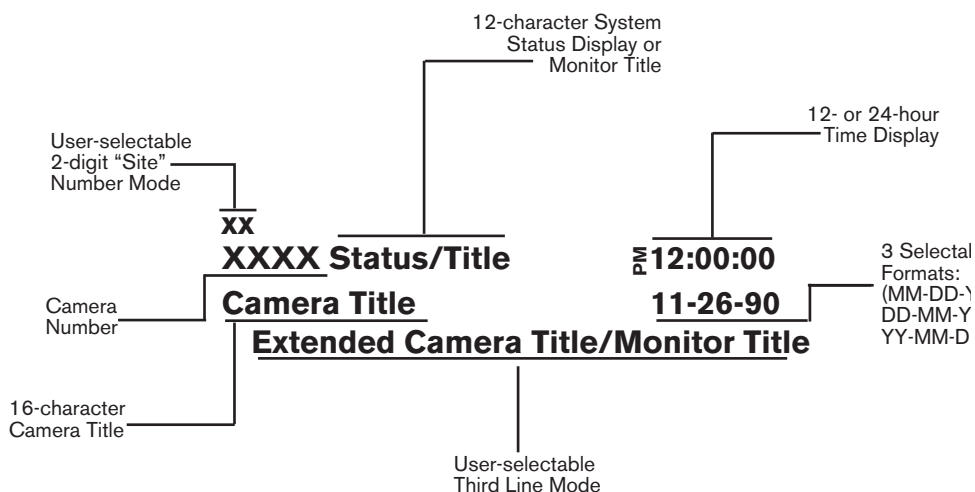 12-character System
Status Display or
Monitor Title
12- or 24-hour
Time Display
User-selectable
2-digit “Site”
Number Mode
xx
XXXX Status/Title
PM 12:00:00
3 Selectal
Formats:
(MM-DD-Y
DD-MM-Y
YY-MM-D
Camera
Number
Camera Title
11-26-90
Extended Camera Title/Monitor Title
16-character
Camera Title
User-selectable
Third Line Mode